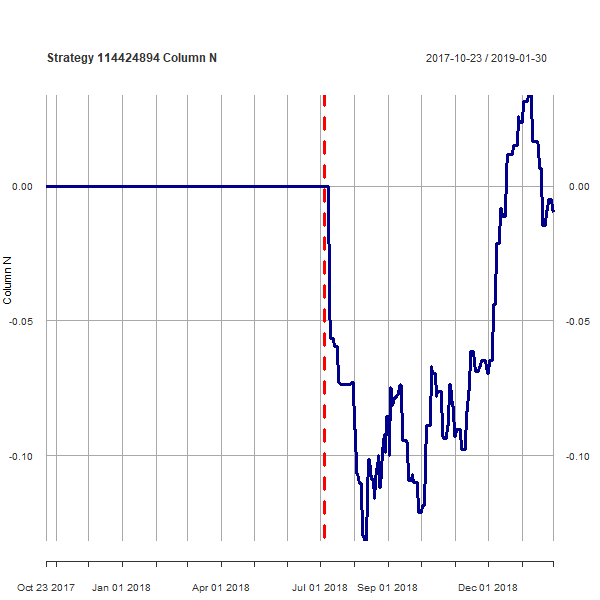 Strategy 114424894 Column N
2017-10-23 / 2019-01-30
0.00
0.00
-0.05
-0.05
-0.10
-0.10
Column N
Oct 23 2017
Jan 01 2018
Apr 01 2018
Jul 01 2018
Sep 01 2018
Dec 01 2018